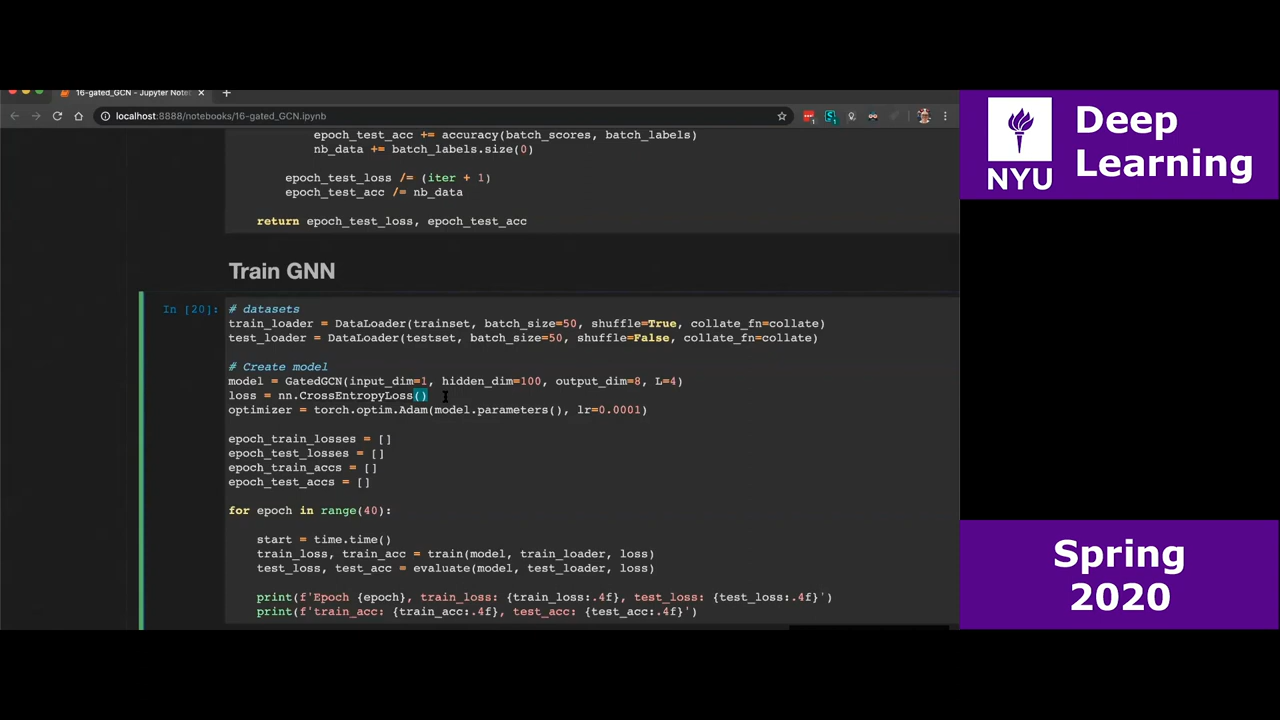 16-gated_GCN - Jupyter Note
localhost:8888/notebooks/16-gated_GCN.ipynb
epoch_test_acc += accuracy(batch_scores, batch_labels)
nb_data += batch_labels.size(0)
epoch_test_loss /= (iter + 1)
epoch_test_acc /= nb_data
return epoch_test_loss, epoch_test_acc
Train GNN
In [20]:
# datasets
train_loader = DataLoader(trainset, batch_size=50, shuffle=True, collate_fn=collate)
test_loader = DataLoader(testset, batch_size=50, shuffle=False, collate_fn=collate)
# Create model
model = GatedGCN(input_dim=1, hidden_dim=100, output_dim=8, L=4)
loss = nn.CrossEntropyLoss()
optimizer = torch.optim.Adam(model.parameters(), lr=0.0001)
epoch_train_losses = []
epoch_test_losses = []
epoch_train_accs = []
epoch_test_accs = []
for epoch in range(40):
start = time.time()
train_loss, train_acc = train(model, train_loader, loss)
test_loss, test_acc = evaluate(model, test_loader, loss)
print(f'Epoch {epoch}, train_loss: {train_loss:.4f}, test_loss: {test_loss:.4f}')
print(f'train_acc: {train_acc:.4f}, test_acc: {test_acc:.4f}')
NYU
Deep
Learning
Spring
2020